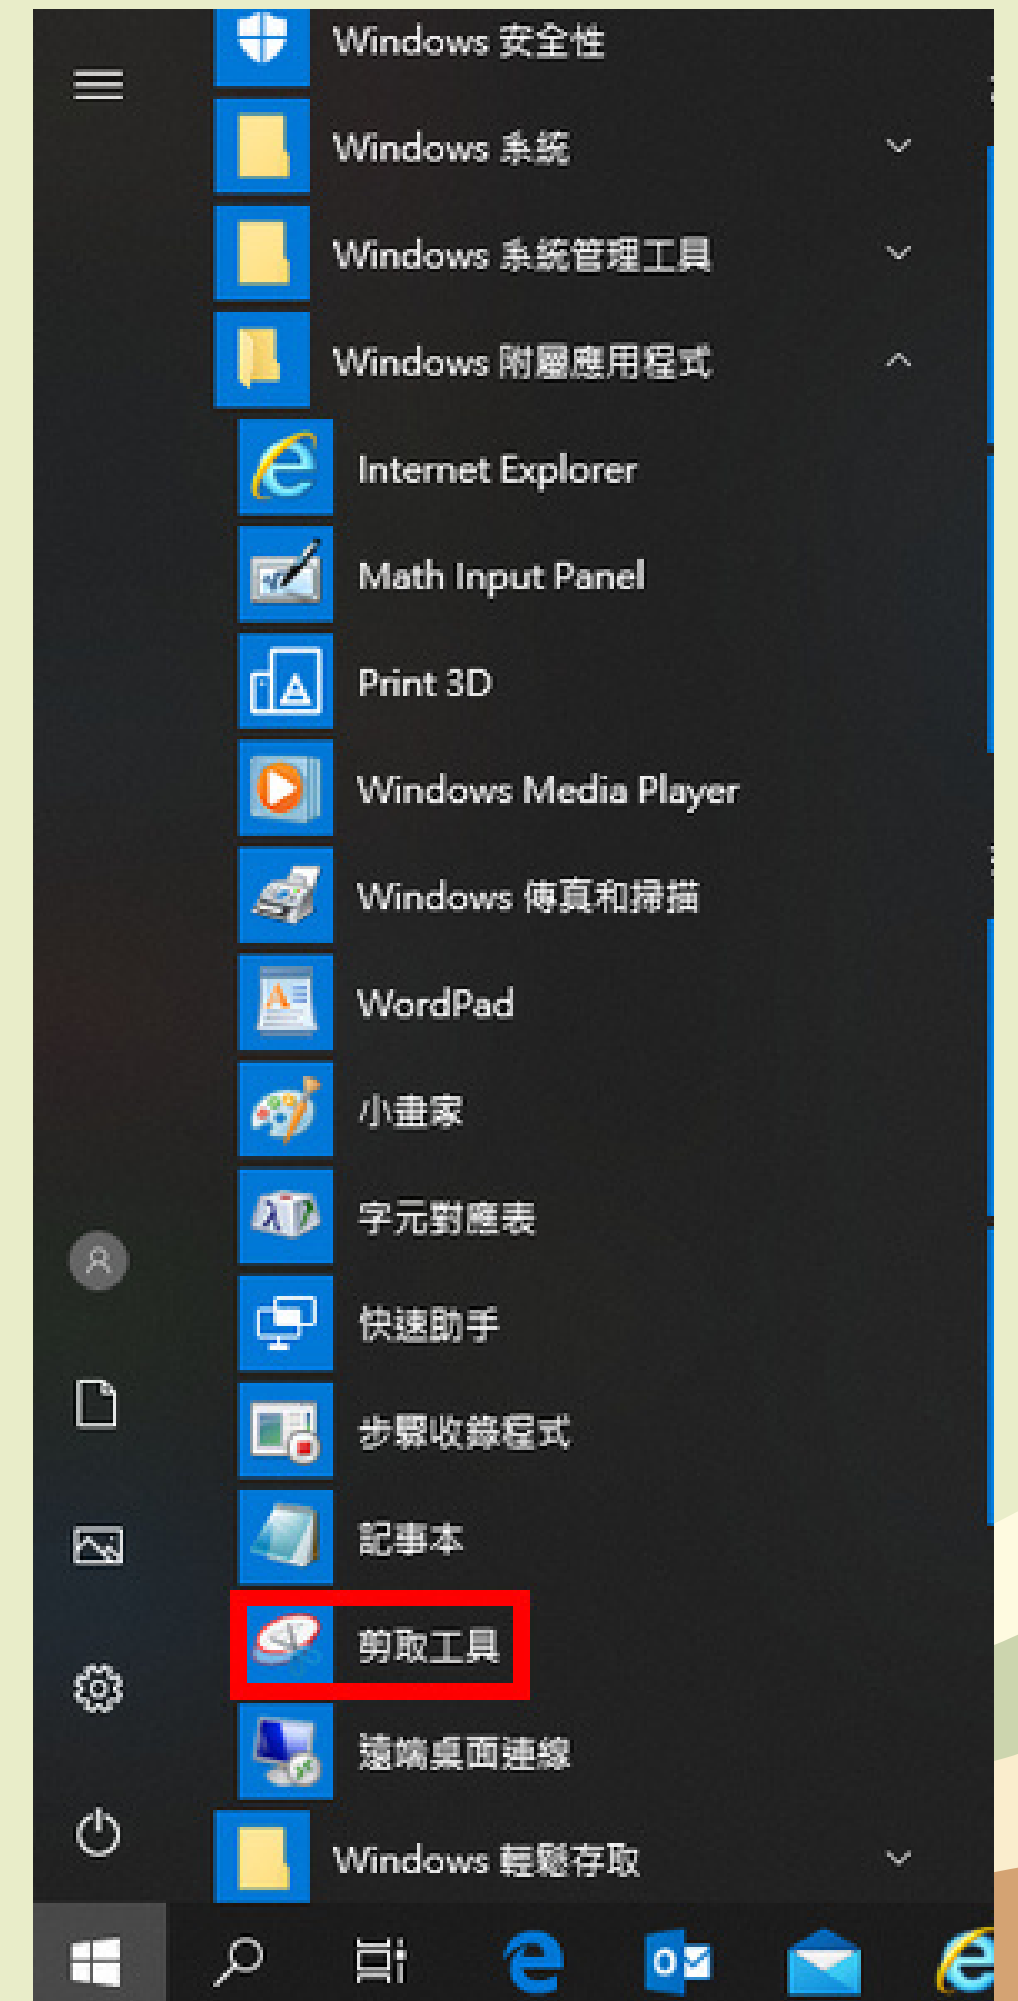 Windows 安全性
Windows 系統
Windows 系統管理工具
Windows 附屬應用程式
Internet Explorer
Math Input Panel
Print 3D
Windows Media Player
Windows 傳真和掃描
WordPad
小畫家
字元對應表
快速助手
步驟收錄程式
記事本
剪取工具
遠端桌面連線
Windows 輕鬆存取